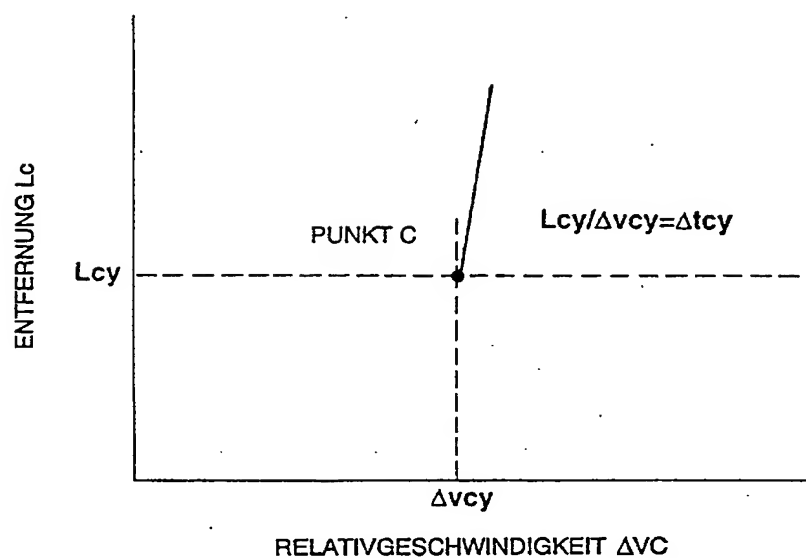 ENTFERNUNG Lc
PUNKT C
Lcy/Δvcy=Δtcy
Lcy
Δvcy
RELATIVGESCHWINDIGKEIT ΔVC